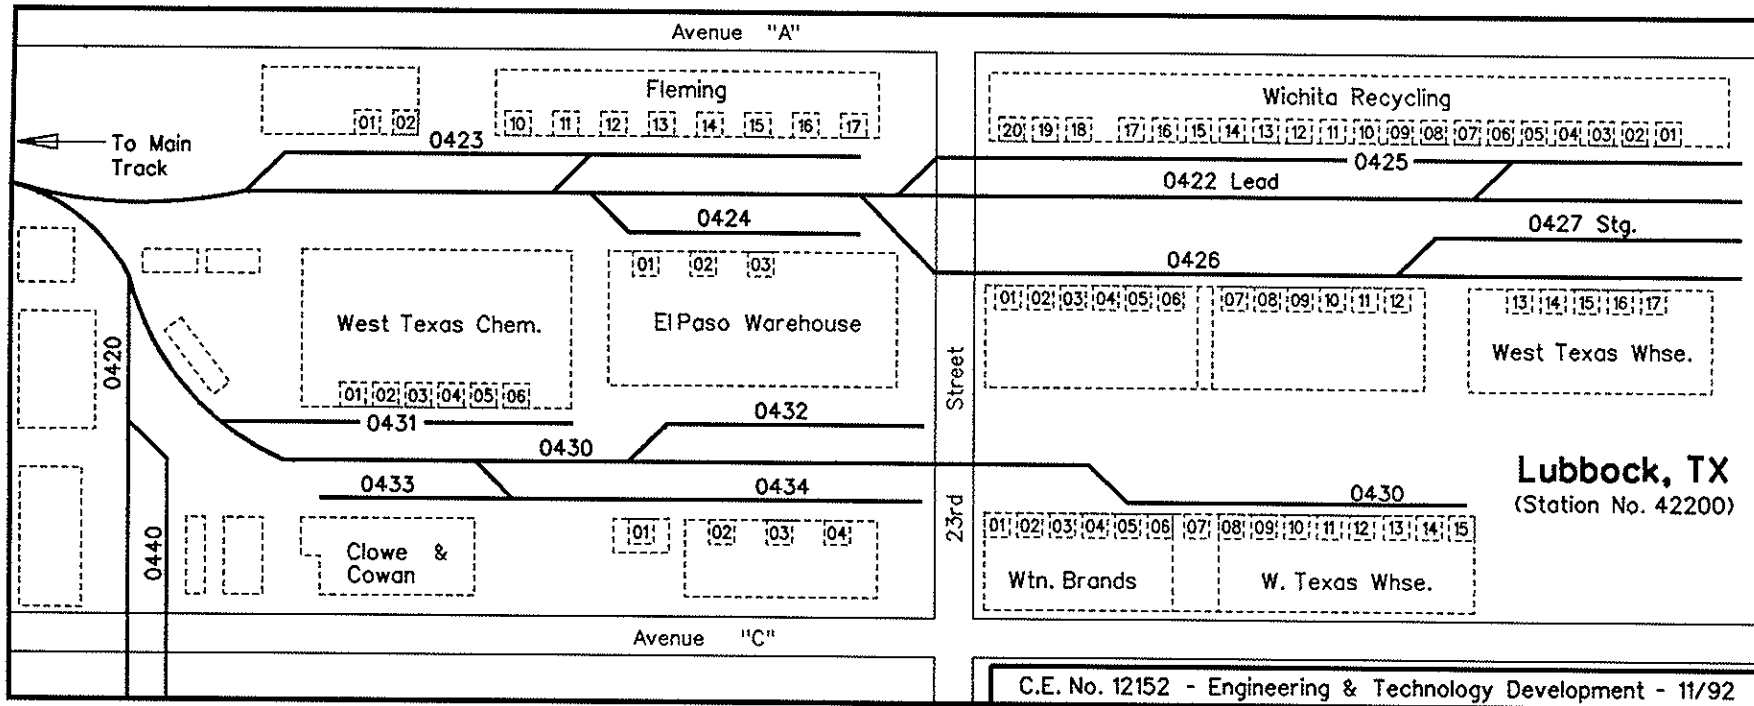 Avenue "A"
Fleming
Wichita Recycling
01 02
10 11 12 13 14 15 16 17
20 19 18 17 16 15 14 13 12 11 10 09 08 07 06 05 04 03 02 01
To Main
Track
0423
0425
0422 Lead
0424
0427 Stg.
0426
01 02 03
01 02 03 04 05 06 07 08 09 10 11 12 13 14 15 16 17
West Texas Chem.
El Paso Warehouse
West Texas Whse.
0420
01 02 03 04 05 06
0431
0432
0430
23rd Street
Lubbock, TX
(Station No. 42200)
0433
0434
0430
0440
01 02 03 04
01 02 03 04 05 06 07 08 09 10 11 12 13 14 15
Clowe &
Cowan
Wtn. Brands
W. Texas Whse.
Avenue "C"
C.E. No. 12152 - Engineering & Technology Development - 11/92